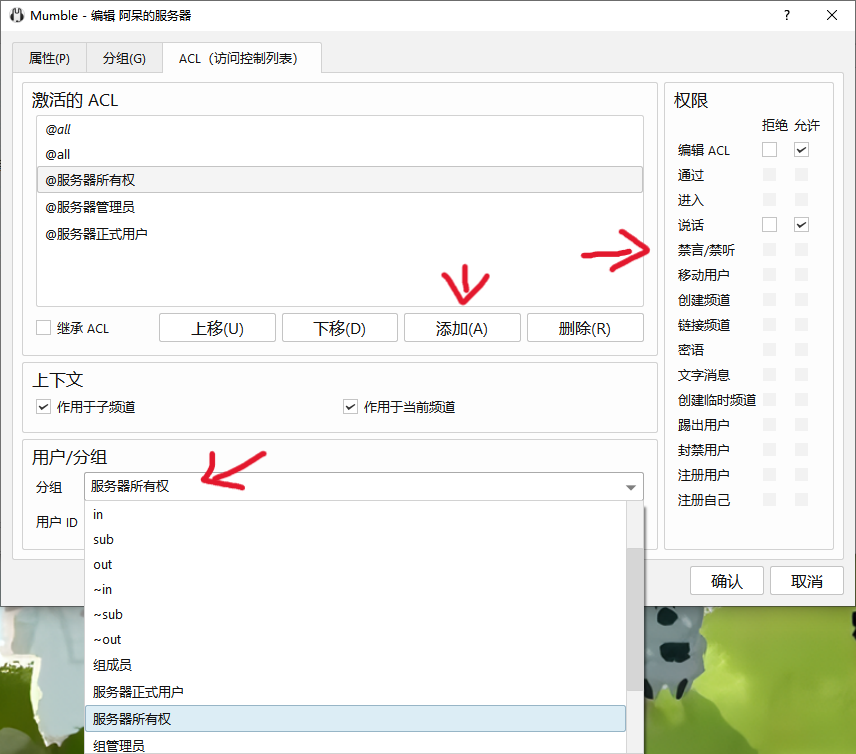 Mumble - 编辑 阿呆的服务器
属性(P) 分组(G) ACL（访问控制列表）
激活的 ACL
@all
@all
@服务器所有权
@服务器管理员
@服务器正式用户
继承 ACL 上移(U) 下移(D) 添加(A) 删除(R)
上下文
作用于子频道 作用于当前频道
用户/分组
分组 服务器所有权
用户 ID
in
sub
out
~in
~sub
~out
组成员
服务器正式用户
服务器所有权
组管理员
权限
拒绝 允许
编辑 ACL
通过
进入
说话
禁言/禁听
移动用户
创建频道
链接频道
密语
文字消息
创建临时频道
踢出用户
封禁用户
注册用户
注册自己
确认 取消